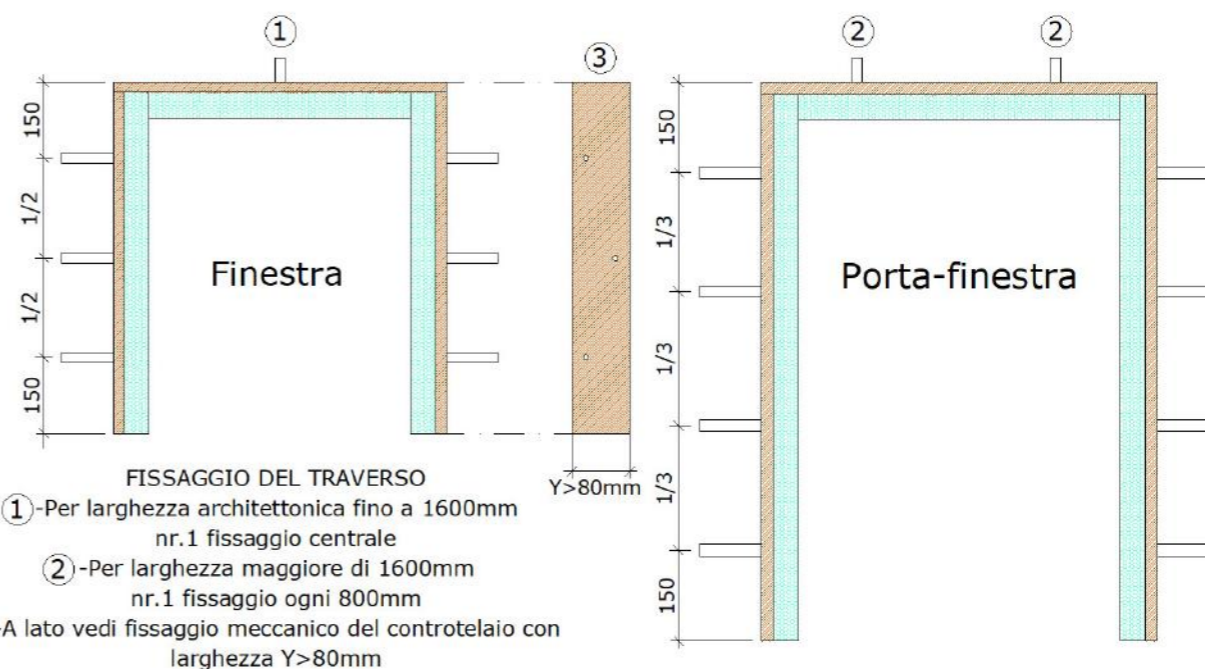 ①
③
②
②
150
1/2
1/2
150
Finestra
Y>80mm
150
1/3
1/3
1/3
150
Porta-finestra
FISSAGGIO DEL TRAVERSO
①-Per larghezza architettonica fino a 1600mm
nr.1 fissaggio centrale
②-Per larghezza maggiore di 1600mm
nr.1 fissaggio ogni 800mm
-A lato vedi fissaggio meccanico del controtelaio con
larghezza Y>80mm